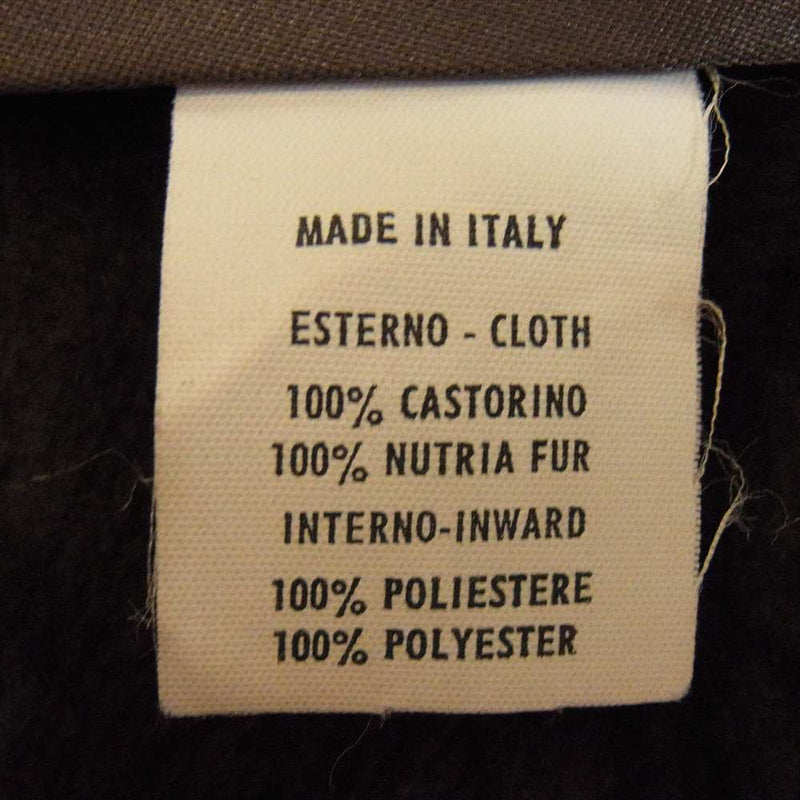 MADE IN ITALY
ESTERNO - CLOTH
100% CASTORINO
100% NUTRIA FUR
INTERNO-INWARD
100% POLIESTERE
100% POLYESTER